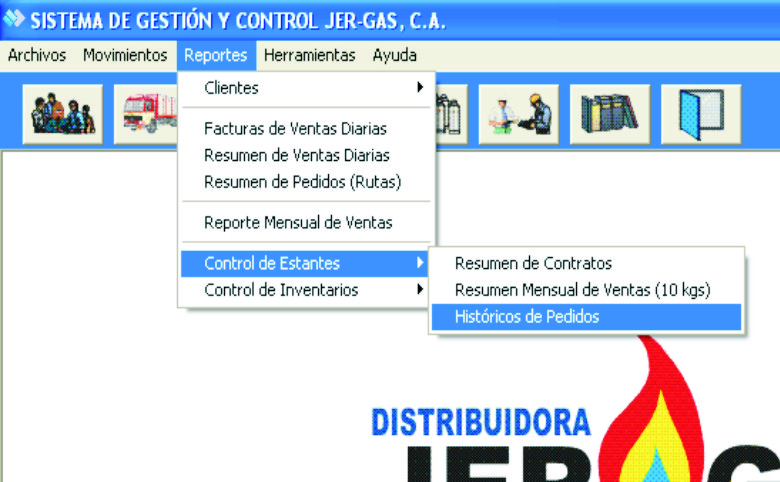 SISTEMA DE GESTIÓN Y CONTROL JER-GAS, C.A.
Archivos Movimientos Reportes Herramientas Ayuda
Clientes
Facturas de Ventas Diarias
Resumen de Ventas Diarias
Resumen de Pedidos (Rutas)
Reporte Mensual de Ventas
Control de Estantes
Control de Inventarios
Resumen de Contratos
Resumen Mensual de Ventas (10 kgs)
Históricos de Pedidos
DISTRIBUIDORA
JER G